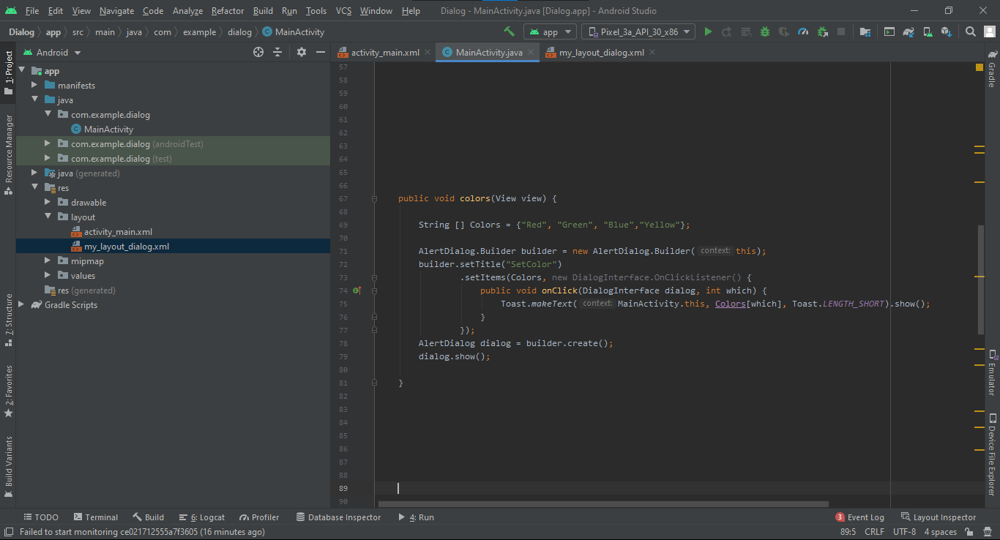 File Edit View Navigate Code Analyze Refactor Build Run Tools VCS Window Help Dialog - MainActivity.java [Dialog.app] - Android Studio
Dialog app src main java com example dialog MainActivity app Pixel_3a_API_30_x86
Android activity_main.xml MainActivity.java my_layout_dialog.xml
1: Project
Resource Manager
7: Structure
2: Favorites
Build Variants
app
manifests
java
com.example.dialog
MainActivity
com.example.dialog (androidTest)
com.example.dialog (test)
java (generated)
res
drawable
layout
activity_main.xml
my_layout_dialog.xml
mipmap
values
res (generated)
Gradle Scripts
57
58
59
60
61
62
63
64
65
66
67 public void colors(View view) {
68
69 String [] Colors = {"Red", "Green", "Blue","Yellow"};
70
71 AlertDialog.Builder builder = new AlertDialog.Builder( context: this);
72 builder.setTitle("SetColor")
73 .setItems(Colors, new DialogInterface.OnClickListener() {
74 public void onClick(DialogInterface dialog, int which) {
75 Toast.makeText( context: MainActivity.this, Colors[which], Toast.LENGTH_SHORT).show();
76 }
77 });
78 AlertDialog dialog = builder.create();
79 dialog.show();
80
81 }
82
83
84
85
86
87
88
89
90
Gradle
Emulator
Device File Explorer
TODO Terminal Build 6: Logcat Profiler Database Inspector 4: Run 3 Event Log Layout Inspector
Failed to start monitoring ce021712555a7f3605 (16 minutes ago) 89:5 CRLF UTF-8 4 spaces